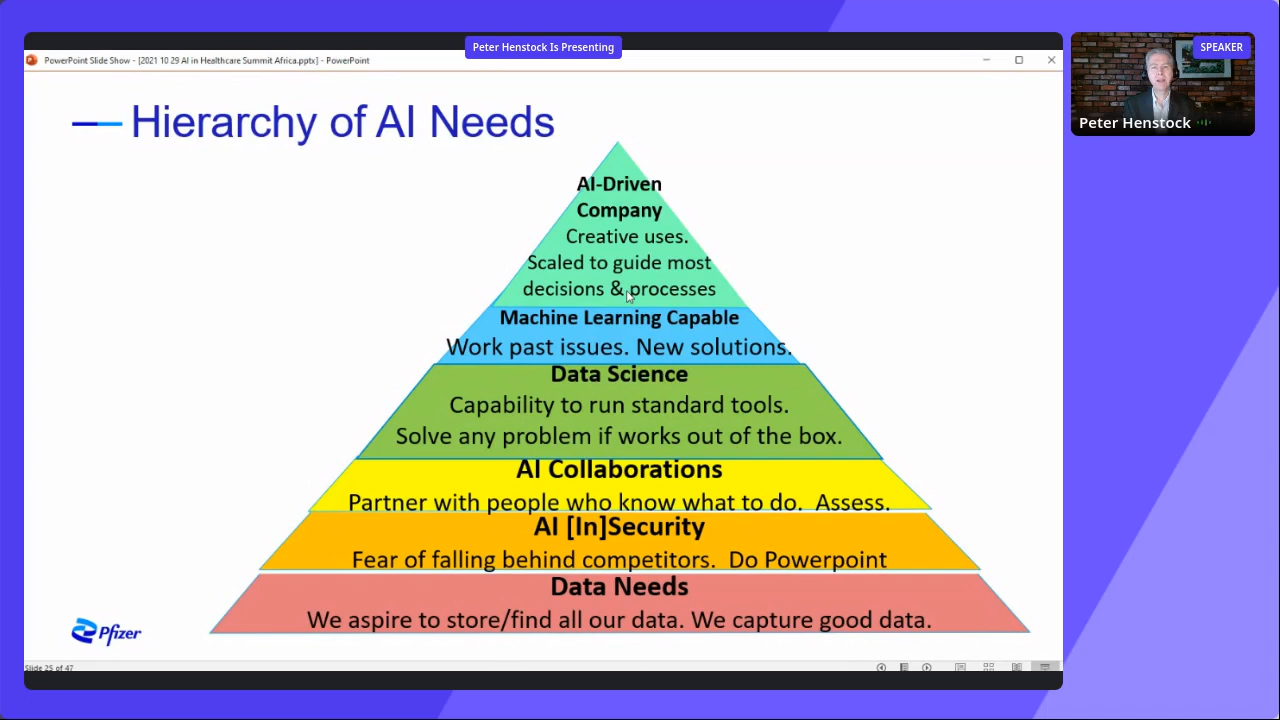 Peter Henstock Is Presenting
PowerPoint Slide Show - [2021 10 29 AI in Healthcare Summit Africa.pptx] - PowerPoint
SPEAKER
Peter Henstock
Hierarchy of AI Needs
AI-Driven
Company
Creative uses.
Scaled to guide most
decisions & processes
Machine Learning Capable
Work past issues. New solutions.
Data Science
Capability to run standard tools.
Solve any problem if works out of the box.
AI Collaborations
Partner with people who know what to do.  Assess.
AI [In]Security
Fear of falling behind competitors.  Do Powerpoint
Data Needs
We aspire to store/find all our data. We capture good data.
Pfizer
Slide 25 of 47